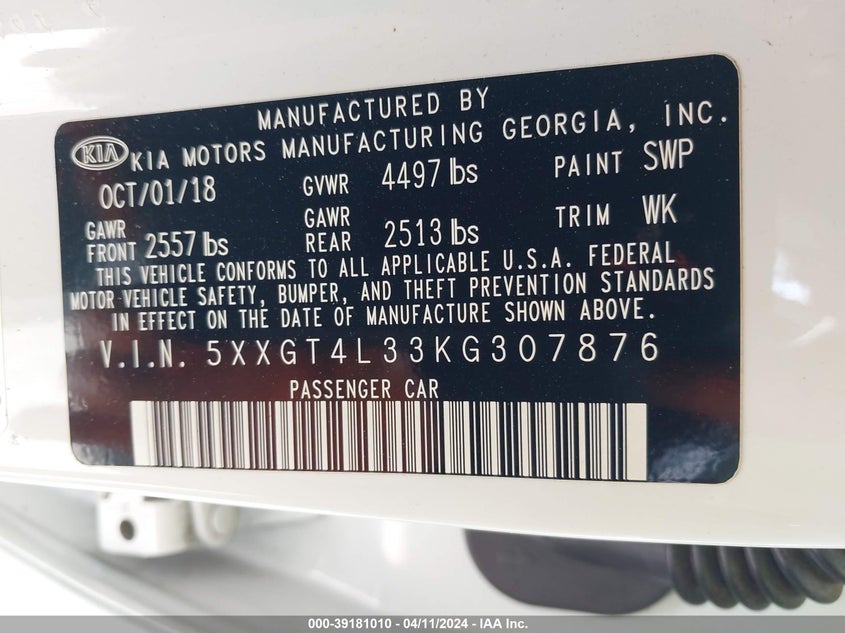 MANUFACTURED BY
KIA KIA MOTORS MANUFACTURING GEORGIA, INC.
OCT/01/18 GVWR 4497 lbs PAINT SWP
GAWR FRONT 2557 lbs GAWR REAR 2513 lbs TRIM WK
THIS VEHICLE CONFORMS TO ALL APPLICABLE U.S.A. FEDERAL
MOTOR VEHICLE SAFETY, BUMPER, AND THEFT PREVENTION STANDARDS
IN EFFECT ON THE DATE OF MANUFACTURE SHOWN ABOVE.
V.I.N. 5XXGT4L33KG307876
PASSENGER CAR
000-39181010 - 04/11/2024 - IAA Inc.